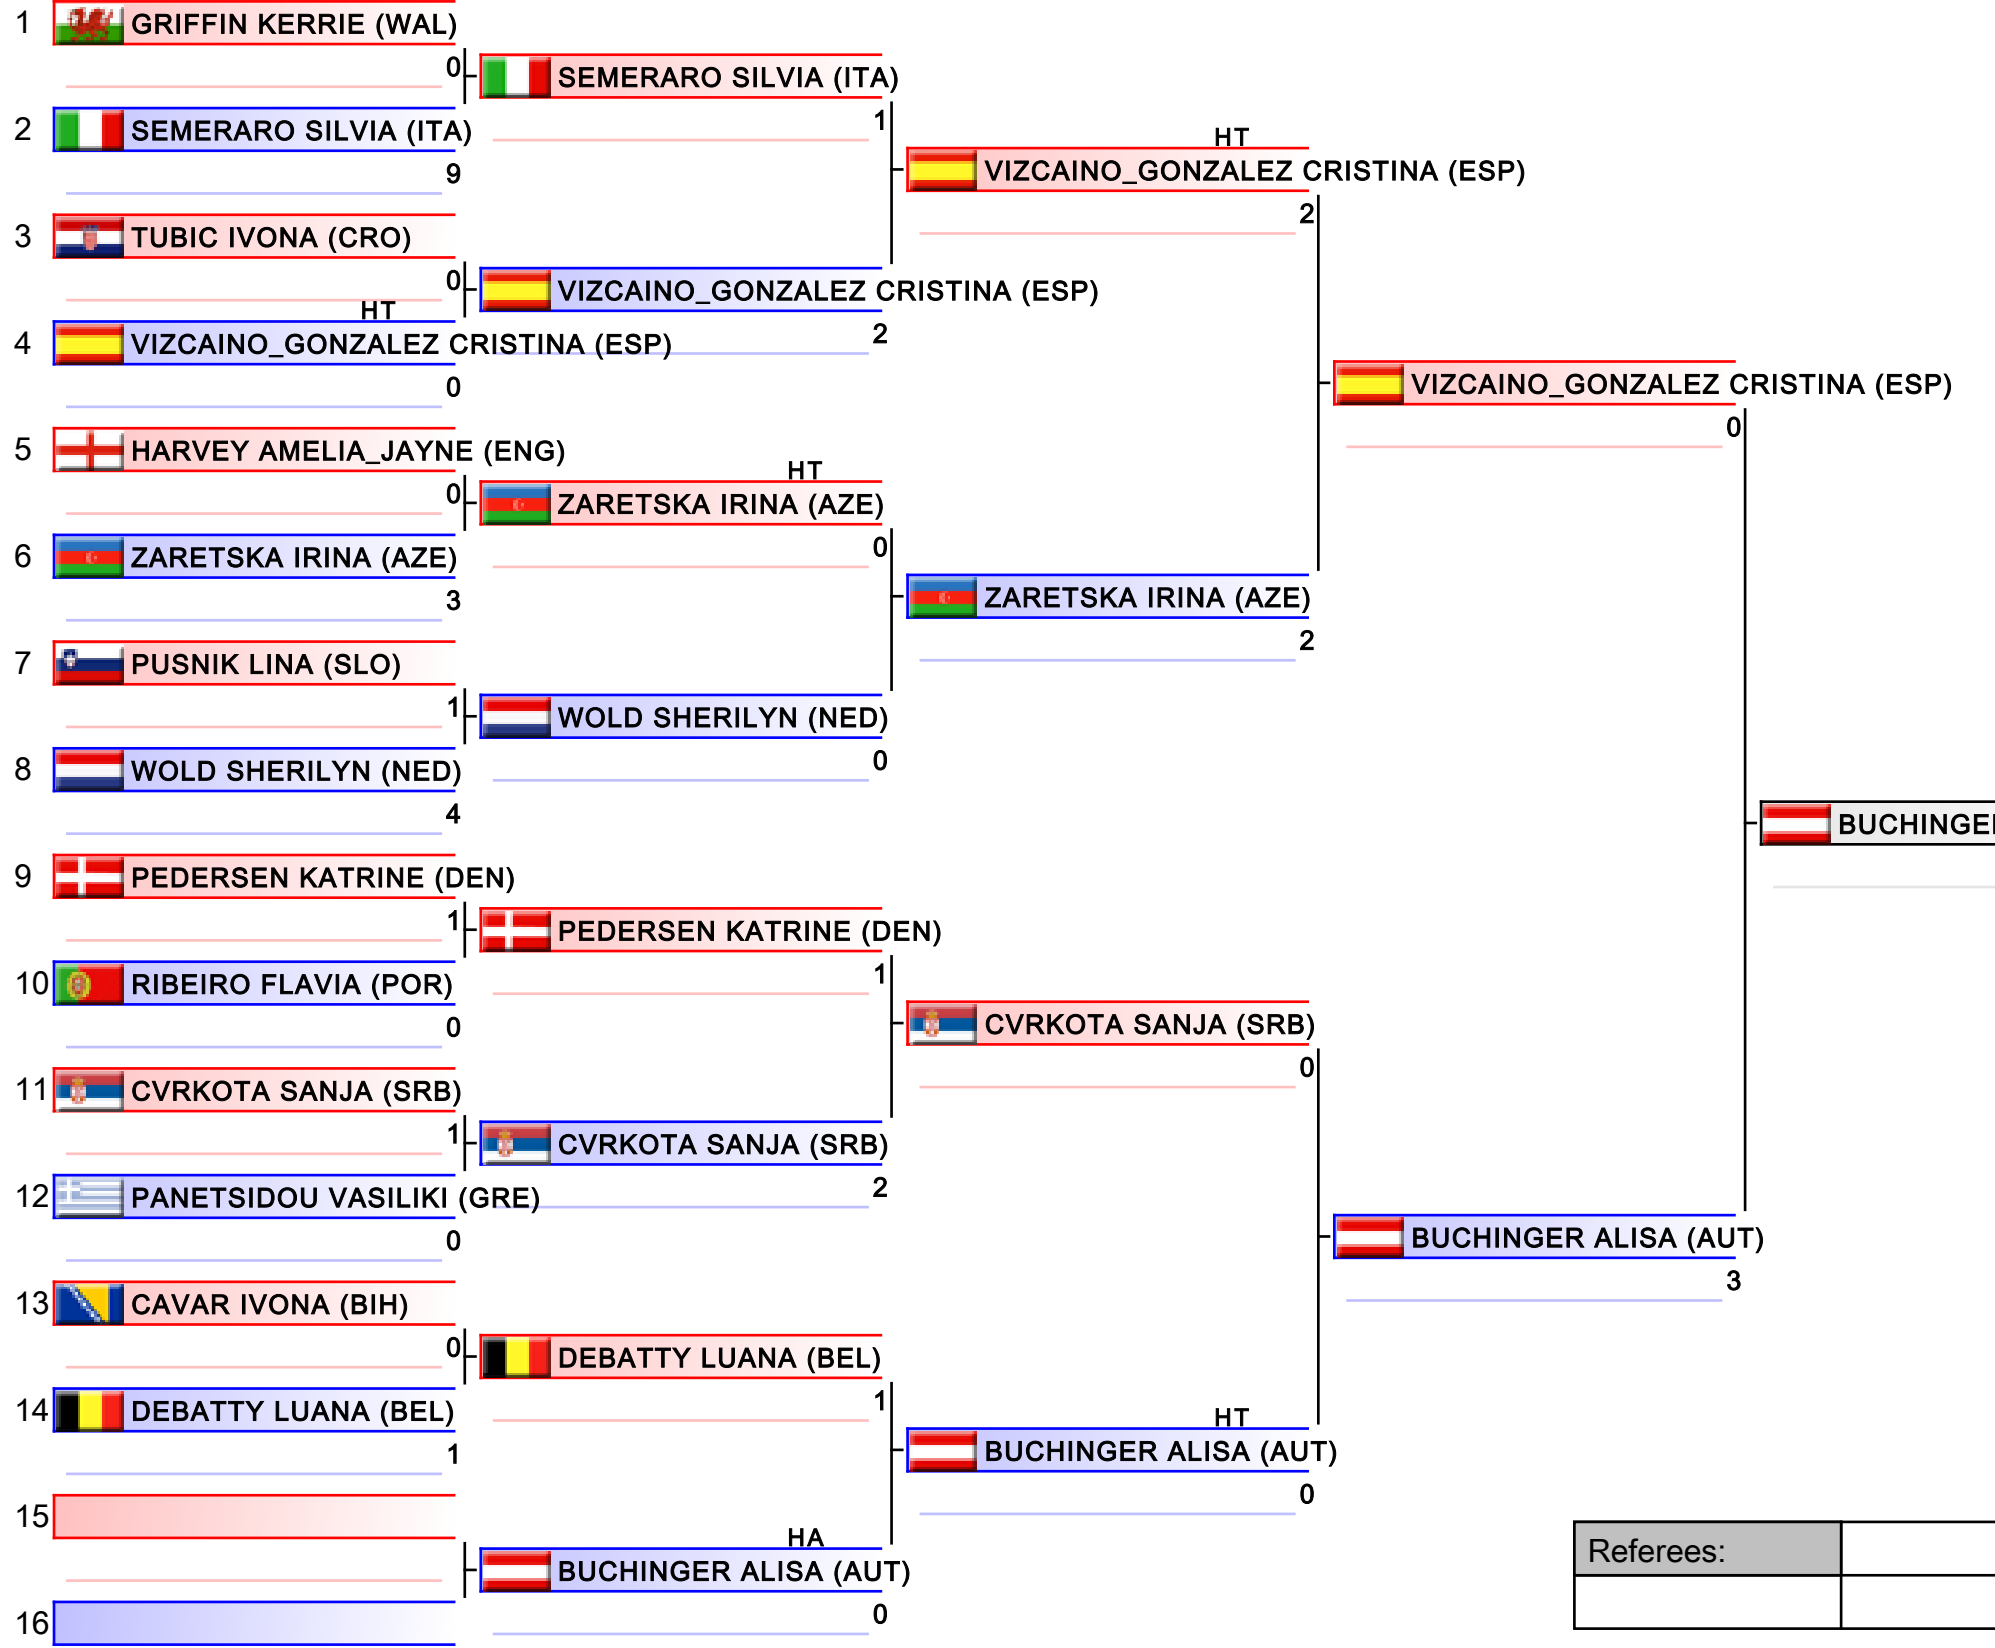 1 GRIFFIN KERRIE (WAL)
0
SEMERARO SILVIA (ITA)
1
2 SEMERARO SILVIA (ITA)
9
HT
VIZCAINO_GONZALEZ CRISTINA (ESP)
2
3 TUBIC IVONA (CRO)
0
VIZCAINO_GONZALEZ CRISTINA (ESP)
2
HT
4 VIZCAINO_GONZALEZ CRISTINA (ESP)
0
VIZCAINO_GONZALEZ CRISTINA (ESP)
0
5 HARVEY AMELIA_JAYNE (ENG)
0
HT
ZARETSKA IRINA (AZE)
0
6 ZARETSKA IRINA (AZE)
3
ZARETSKA IRINA (AZE)
2
7 PUSNIK LINA (SLO)
1
WOLD SHERILYN (NED)
0
8 WOLD SHERILYN (NED)
4
BUCHINGE
9 PEDERSEN KATRINE (DEN)
1
PEDERSEN KATRINE (DEN)
1
10 RIBEIRO FLAVIA (POR)
0
CVRKOTA SANJA (SRB)
0
11 CVRKOTA SANJA (SRB)
1
CVRKOTA SANJA (SRB)
2
12 PANETSIDOU VASILIKI (GRE)
0
BUCHINGER ALISA (AUT)
3
13 CAVAR IVONA (BIH)
0
DEBATTY LUANA (BEL)
1
14 DEBATTY LUANA (BEL)
1
HT
BUCHINGER ALISA (AUT)
0
15
HA
BUCHINGER ALISA (AUT)
0
16
Referees: